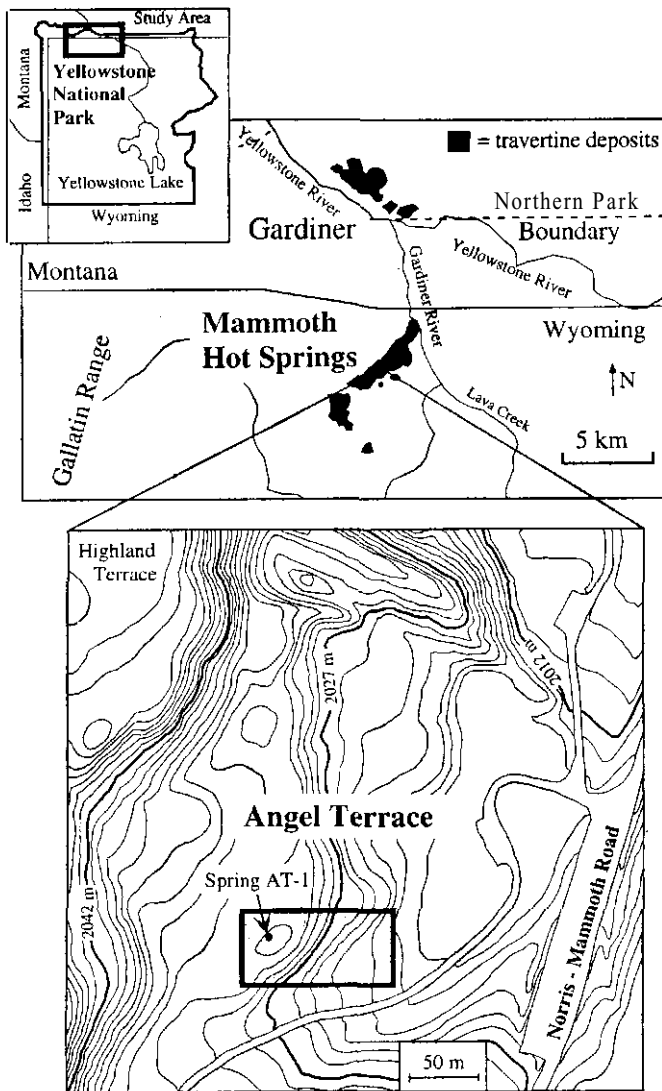 Study Area
Montana
Yellowstone
National
Park
Yellowstone Lake
Idaho
Wyoming
= travertine deposits
Yellowstone River
Northern Park
Gardiner
Boundary
Gardiner River
Yellowstone River
Montana
Wyoming
Mammoth
Hot Springs
Gallatin Range
N
Lava Creek
5 km
Highland
Terrace
2027 m
2012 m
Angel Terrace
Spring AT-1
2042 m
Norris - Mammoth Road
50 m